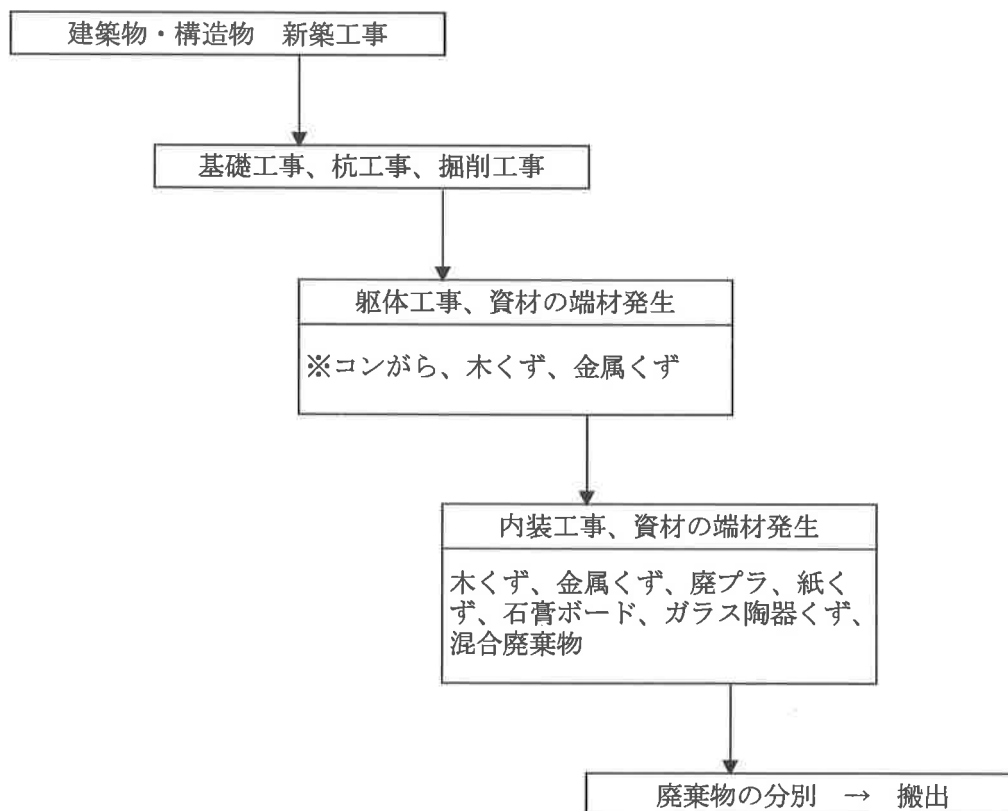 建築物・構造物　新築工事
基礎工事、杭工事、掘削工事
躯体工事、資材の端材発生
※コンがら、木くず、金属くず
内装工事、資材の端材発生
木くず、金属くず、廃プラ、紙く
ず、石膏ボード、ガラス陶器くず、
混合廃棄物
廃棄物の分別　→　搬出